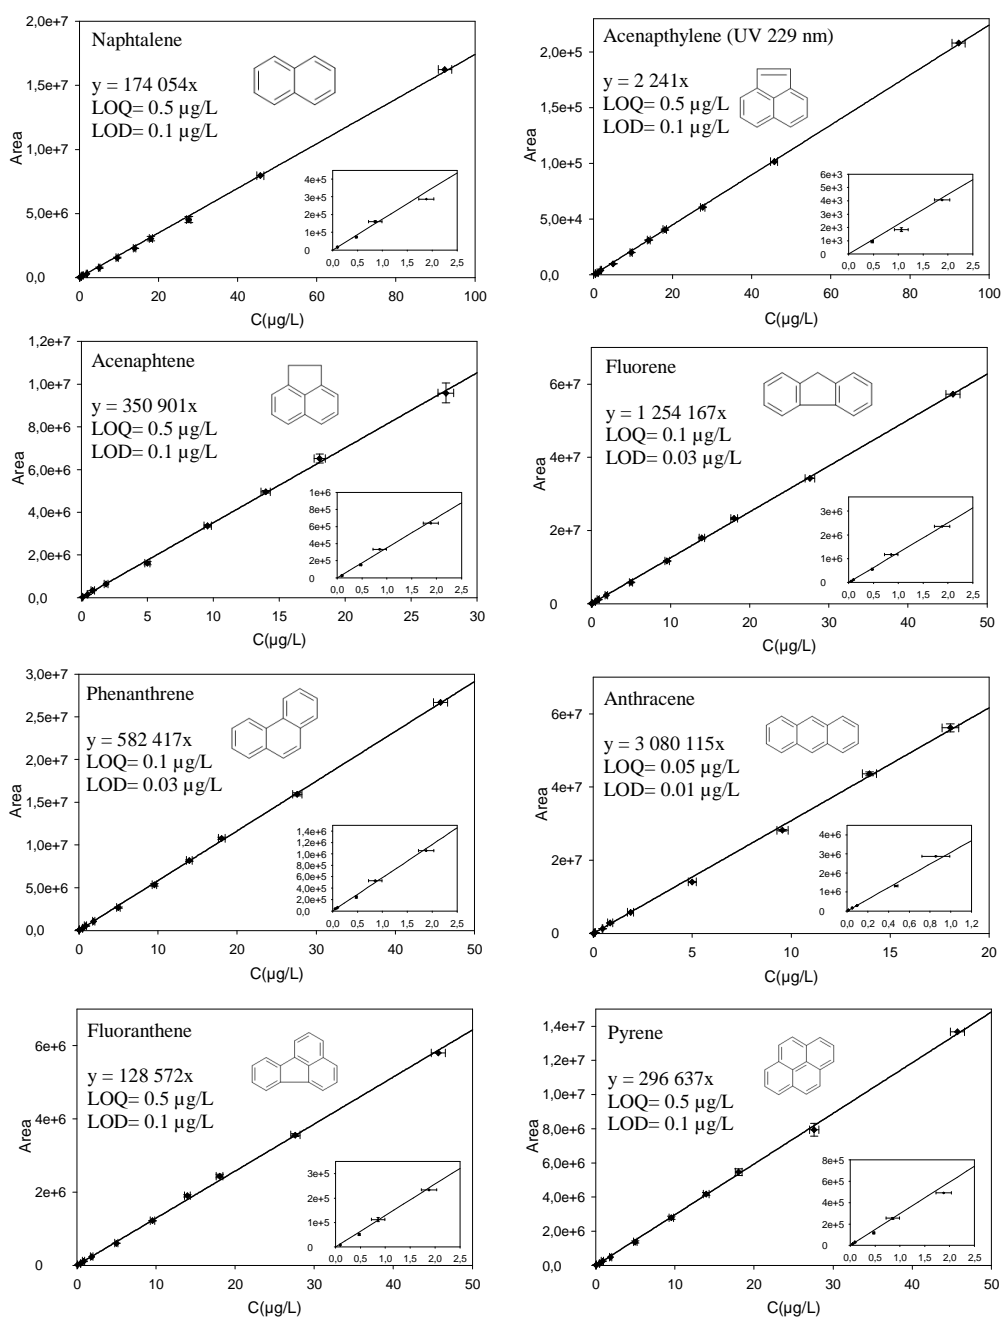 Naphtalene
y = 174 054x
LOQ= 0.5 µg/L
LOD= 0.1 µg/L
Area
2,0e+7
1,5e+7
1,0e+7
5,0e+6
0,0
0 20 40 60 80 100
C(µg/L)
4e+5
3e+5
2e+5
1e+5
0
0,0 0,5 1,0 1,5 2,0 2,5
Acenapthylene (UV 229 nm)
y = 2 241x
LOQ= 0.5 µg/L
LOD= 0.1 µg/L
Area
2,0e+5
1,5e+5
1,0e+5
5,0e+4
0,0
0 20 40 60 80 100
C(µg/L)
6e+3
5e+3
4e+3
3e+3
2e+3
1e+3
0
0,0 0,5 1,0 1,5 2,0 2,5
Acenaphtene
y = 350 901x
LOQ= 0.5 µg/L
LOD= 0.1 µg/L
Area
1,2e+7
1,0e+7
8,0e+6
6,0e+6
4,0e+6
2,0e+6
0,0
0 5 10 15 20 25 30
C(µg/L)
1e+6
8e+5
6e+5
4e+5
2e+5
0
0,0 0,5 1,0 1,5 2,0 2,5
Fluorene
y = 1 254 167x
LOQ= 0.1 µg/L
LOD= 0.03 µg/L
Area
6e+7
4e+7
2e+7
0
0 10 20 30 40 50
C(µg/L)
3e+6
2e+6
1e+6
0
0,0 0,5 1,0 1,5 2,0 2,5
Phenanthrene
y = 582 417x
LOQ= 0.1 µg/L
LOD= 0.03 µg/L
Area
3,0e+7
2,5e+7
2,0e+7
1,5e+7
1,0e+7
5,0e+6
0,0
0 10 20 30 40 50
C(µg/L)
1,4e+6
1,2e+6
1,0e+6
8,0e+5
6,0e+5
4,0e+5
2,0e+5
0,0
0,0 0,5 1,0 1,5 2,0 2,5
Anthracene
y = 3 080 115x
LOQ= 0.05 µg/L
LOD= 0.01 µg/L
Area
6e+7
4e+7
2e+7
0
0 5 10 15 20
C(µg/L)
4e+6
3e+6
2e+6
1e+6
0
0,0 0,2 0,4 0,6 0,8 1,0 1,2
Fluoranthene
y = 128 572x
LOQ= 0.5 µg/L
LOD= 0.1 µg/L
Area
6e+6
4e+6
2e+6
0
0 10 20 30 40 50
C(µg/L)
3e+5
2e+5
1e+5
0
0,0 0,5 1,0 1,5 2,0 2,5
Pyrene
y = 296 637x
LOQ= 0.5 µg/L
LOD= 0.1 µg/L
Area
1,4e+7
1,2e+7
1,0e+7
8,0e+6
6,0e+6
4,0e+6
2,0e+6
0,0
0 10 20 30 40 50
C(µg/L)
8e+5
6e+5
4e+5
2e+5
0
0,0 0,5 1,0 1,5 2,0 2,5